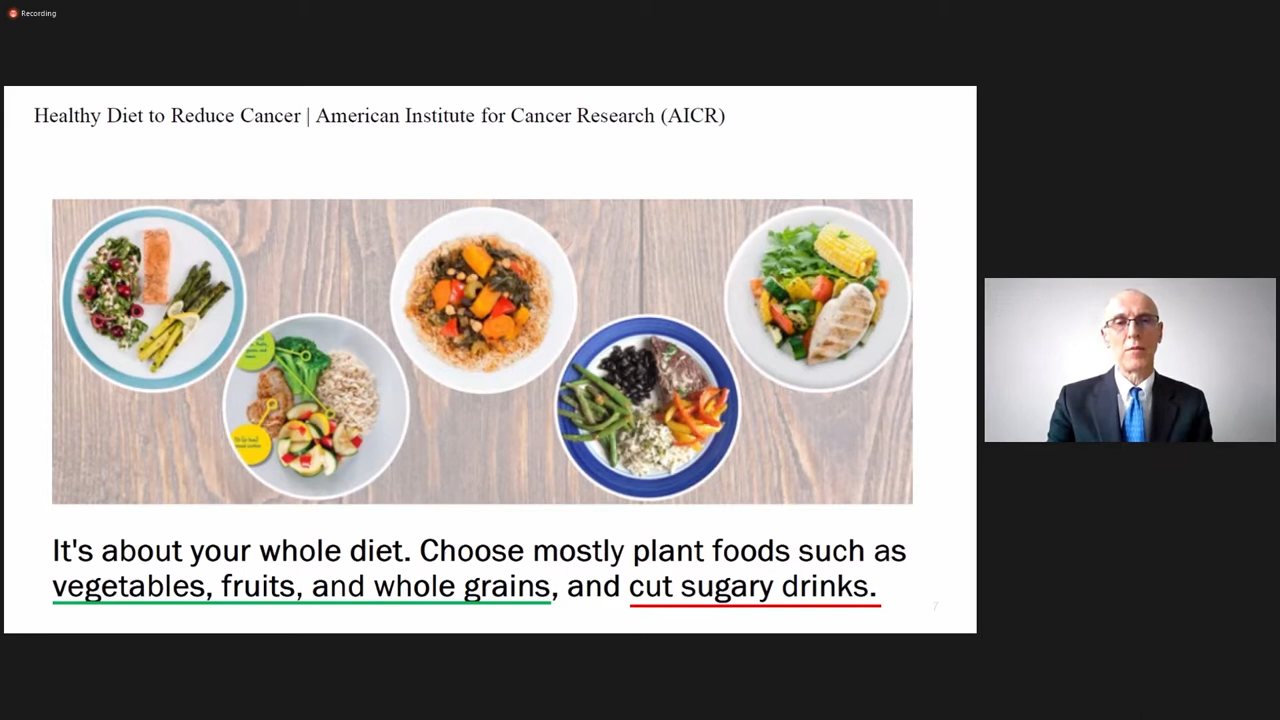 Recording
Healthy Diet to Reduce Cancer | American Institute for Cancer Research (AICR)
It's about your whole diet. Choose mostly plant foods such as
vegetables, fruits, and whole grains, and cut sugary drinks.
7